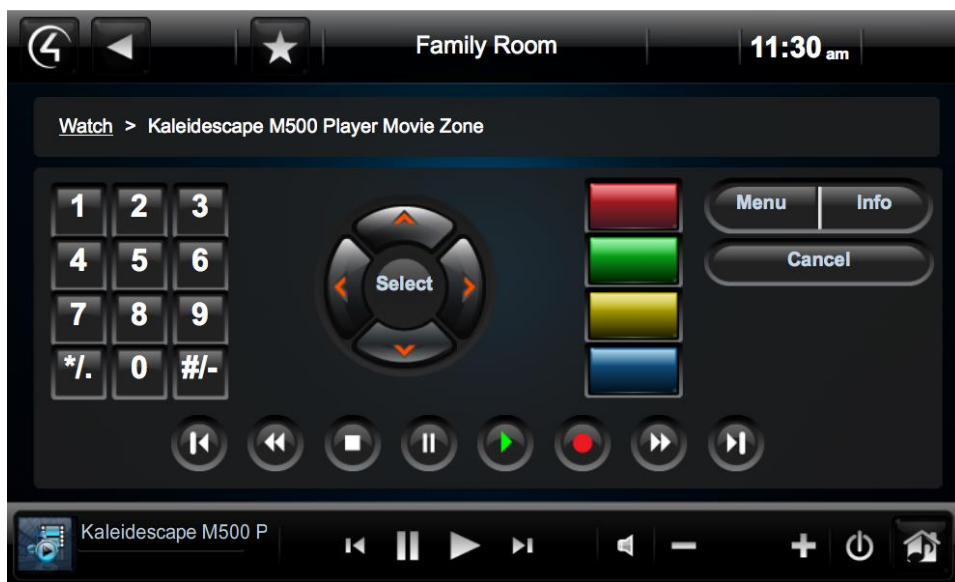 Family Room
11:30 am
Watch > Kaleidescape M500 Player Movie Zone
1 2 3
4 5 6
7 8 9
*/. 0 #/-
Select
Menu Info
Cancel
Kaleidescape M500 P